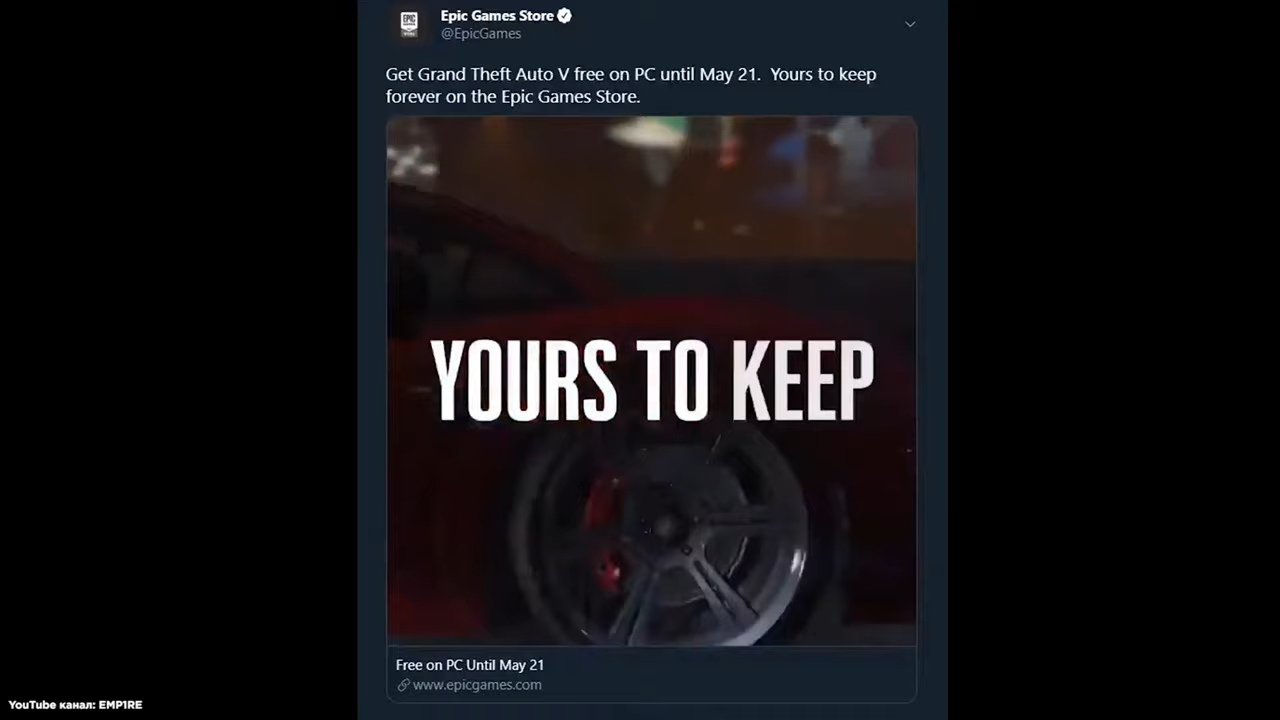 Epic Games Store
@EpicGames
Get Grand Theft Auto V free on PC until May 21. Yours to keep
forever on the Epic Games Store.
YOURS TO KEEP
Free on PC Until May 21
www.epicgames.com
YouTube канал: EMP1RE